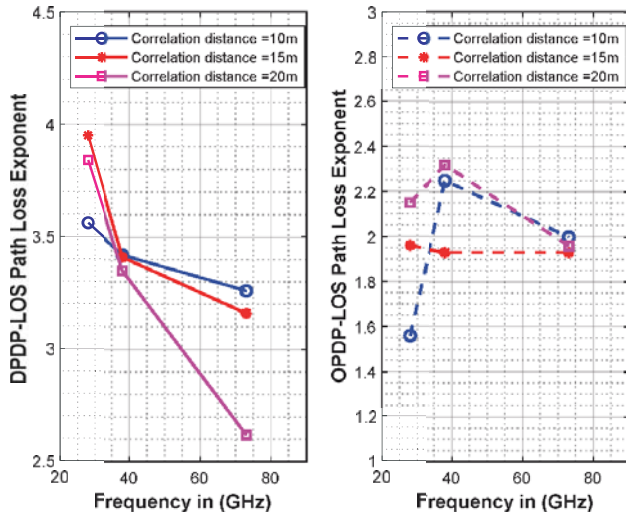 Correlation distance =10m
Correlation distance =15m
Correlation distance =20m
DPDP-LOS Path Loss Exponent
4.5
4
3.5
3
2.5
20
40
60
80
Frequency in (GHz)
Correlation distance =10m
Correlation distance =15m
Correlation distance =20m
OPDP-LOS Path Loss Exponent
3
2.8
2.6
2.4
2.2
2
1.8
1.6
1.4
1.2
1
20
40
60
80
Frequency in (GHz)